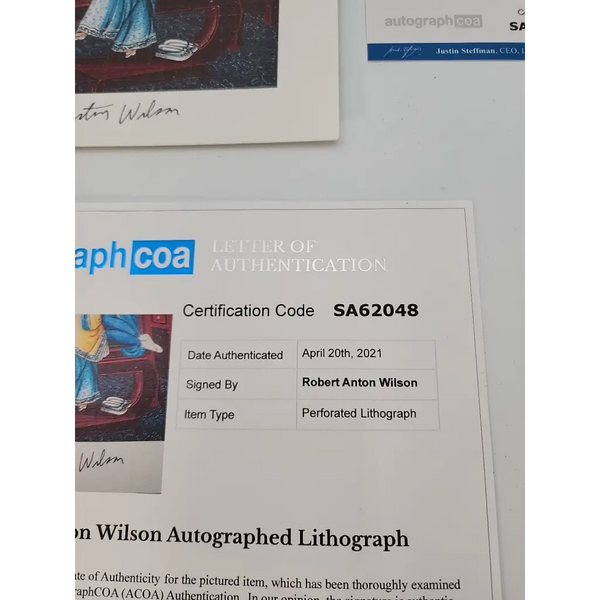 autographcoa
SA
Justin Steffman, CEO,
Wilson
aphcoa
LETTER OF
AUTHENTICATION
Certification Code SA62048
Date Authenticated April 20th, 2021
Signed By Robert Anton Wilson
Item Type Perforated Lithograph
Wilson
on Wilson Autographed Lithograph
ate of Authenticity for the pictured item, which has been thoroughly examined
raphCOA (ACOA) Authentication. In our opinion, the signature is authentic